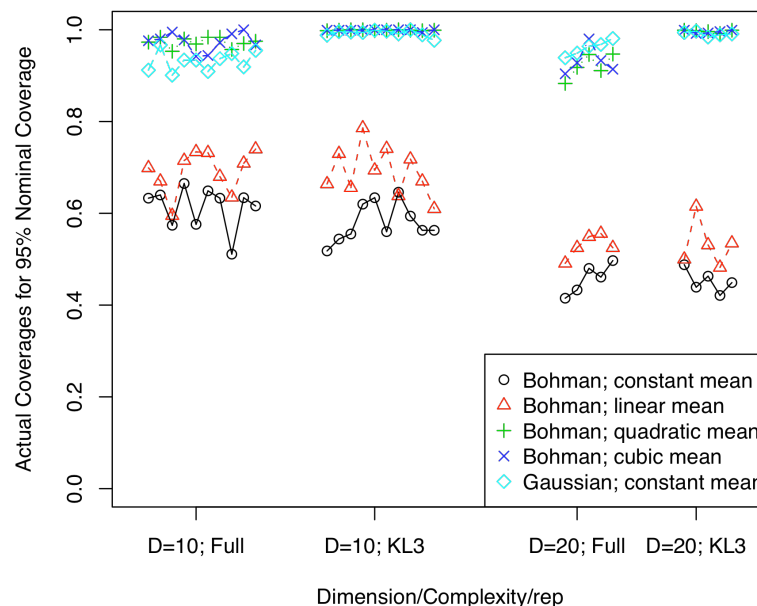 Actual Coverages for 95% Nominal Coverage
1.0
0.8
0.6
0.4
0.2
0.0
Bohman; constant mean
Bohman; linear mean
Bohman; quadratic mean
Bohman; cubic mean
Gaussian; constant mean
D=10; Full
D=10; KL3
D=20; Full
D=20; KL3
Dimension/Complexity/rep